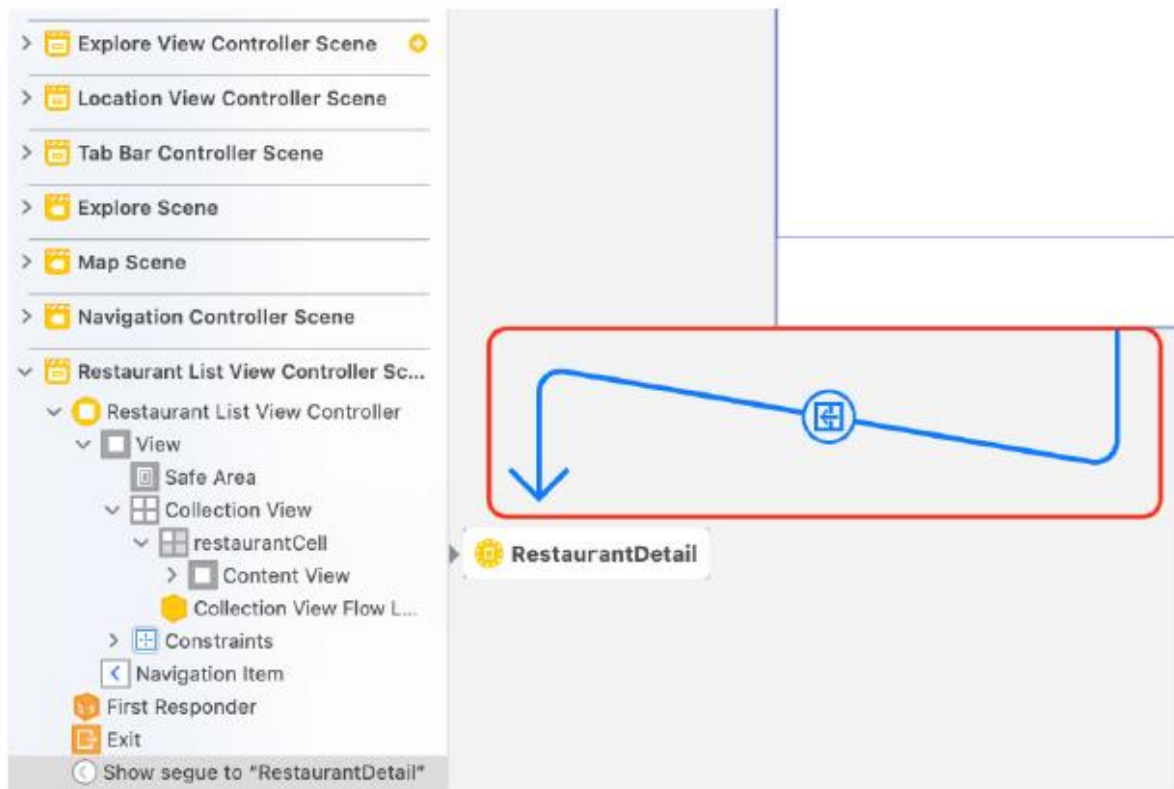 Explore View Controller Scene
Location View Controller Scene
Tab Bar Controller Scene
Explore Scene
Map Scene
Navigation Controller Scene
Restaurant List View Controller Sc...
Restaurant List View Controller
View
Safe Area
Collection View
restaurantCell
Content View
Collection View Flow L...
Constraints
Navigation Item
First Responder
Exit
Show segue to "RestaurantDetail"
RestaurantDetail